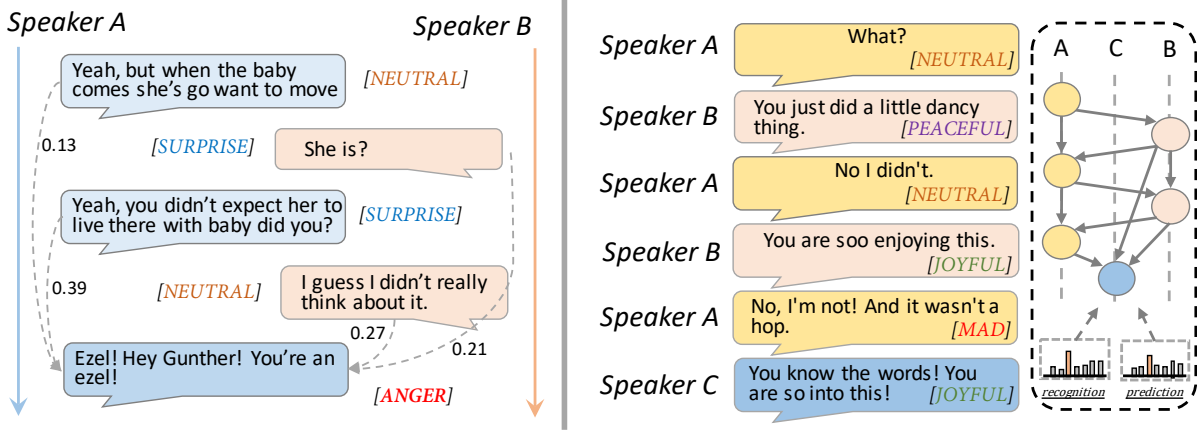 Speaker A
Speaker B
Yeah, but when the baby
comes she's go want to move
[NEUTRAL]
0.13
[SURPRISE]
She is?
Yeah, you didn't expect her to
live there with baby did you?
[SURPRISE]
0.39
[NEUTRAL]
I guess I didn't really
think about it.
0.27
0.21
Ezel! Hey Gunther! You're an
ezel!
[ANGER]
Speaker A
What?
[NEUTRAL]
Speaker B
You just did a little dancy
thing.
[PEACEFUL]
Speaker A
No I didn't.
[NEUTRAL]
Speaker B
You are soo enjoying this.
[JOYFUL]
Speaker A
No, I'm not! And it wasn't a
hop.
[MAD]
Speaker C
You know the words! You
are so into this!
[JOYFUL]
A C B
recognition
prediction